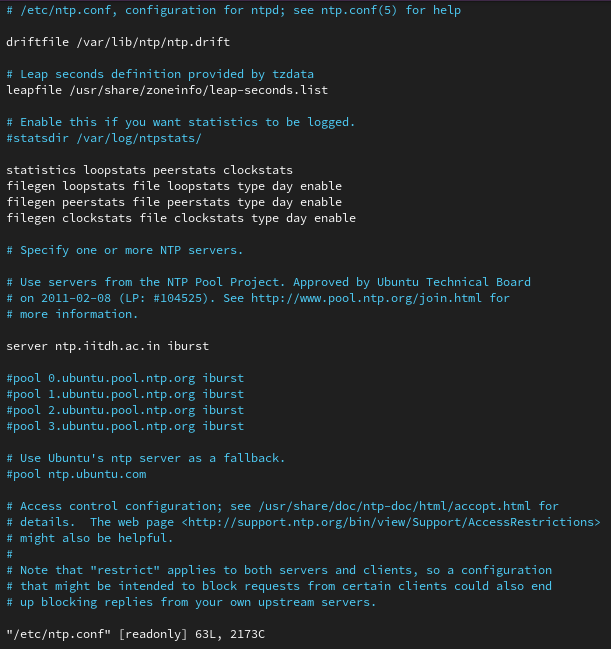 # /etc/ntp.conf, configuration for ntpd; see ntp.conf(5) for help
driftfile /var/lib/ntp/ntp.drift
# Leap seconds definition provided by tzdata
leapfile /usr/share/zoneinfo/leap-seconds.list
# Enable this if you want statistics to be logged.
#statsdir /var/log/ntpstats/
statistics loopstats peerstats clockstats
filegen loopstats file loopstats type day enable
filegen peerstats file peerstats type day enable
filegen clockstats file clockstats type day enable
# Specify one or more NTP servers.
# Use servers from the NTP Pool Project. Approved by Ubuntu Technical Board
# on 2011-02-08 (LP: #104525). See http://www.pool.ntp.org/join.html for
# more information.
server ntp.iitdh.ac.in iburst
#pool 0.ubuntu.pool.ntp.org iburst
#pool 1.ubuntu.pool.ntp.org iburst
#pool 2.ubuntu.pool.ntp.org iburst
#pool 3.ubuntu.pool.ntp.org iburst
# Use Ubuntu's ntp server as a fallback.
#pool ntp.ubuntu.com
# Access control configuration; see /usr/share/doc/ntp-doc/html/accopt.html for
# details.  The web page <http://support.ntp.org/bin/view/Support/AccessRestrictions>
# might also be helpful.
#
# Note that "restrict" applies to both servers and clients, so a configuration
# that might be intended to block requests from certain clients could also end
# up blocking replies from your own upstream servers.
"/etc/ntp.conf" [readonly] 63L, 2173C